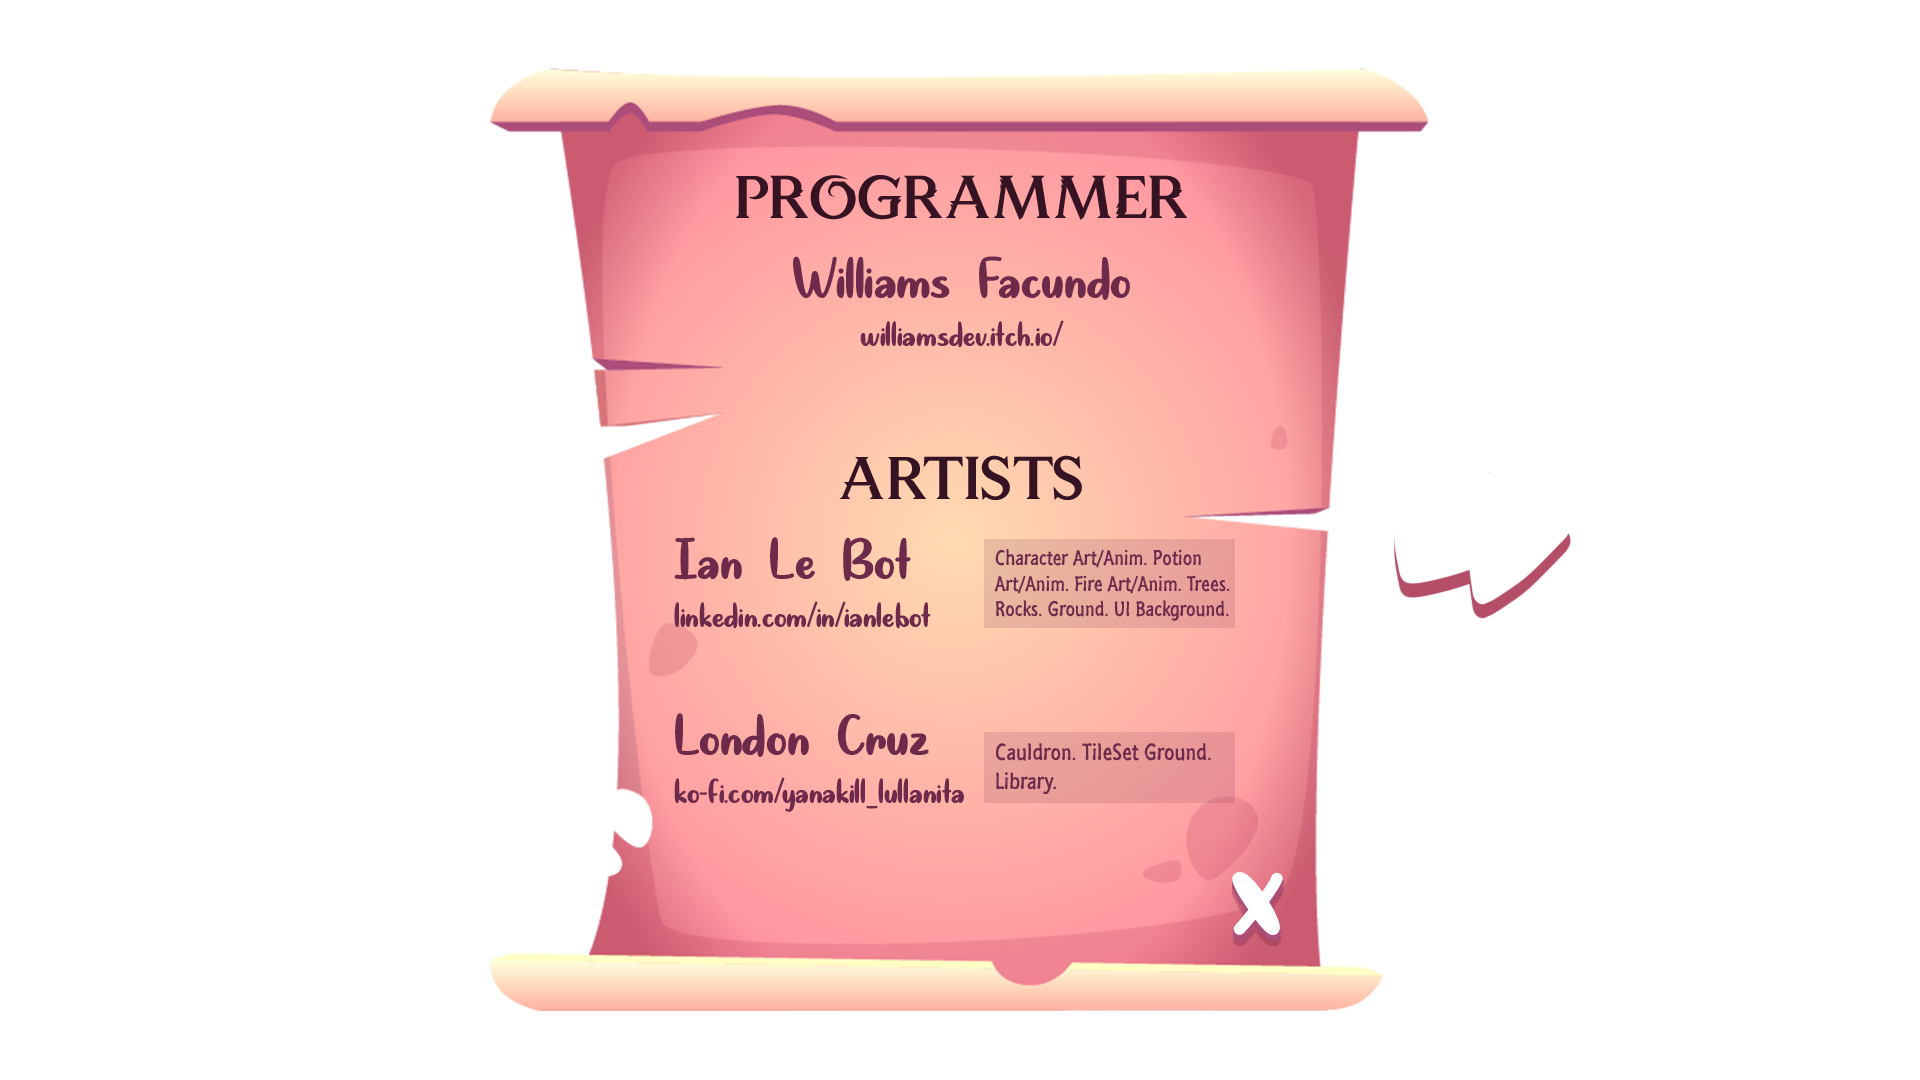 PROGRAMMER
Williams Facundo
williamsdev.itch.io/
ARTISTS
Ian Le Bot
linkedin.com/in/ianlebot
Character Art/Anim. Potion
Art/Anim. Fire Art/Anim. Trees.
Rocks. Ground. UI Background.
London Cruz
ko-fi.com/yanakill_lullanita
Cauldron. TileSet Ground.
Library.
X